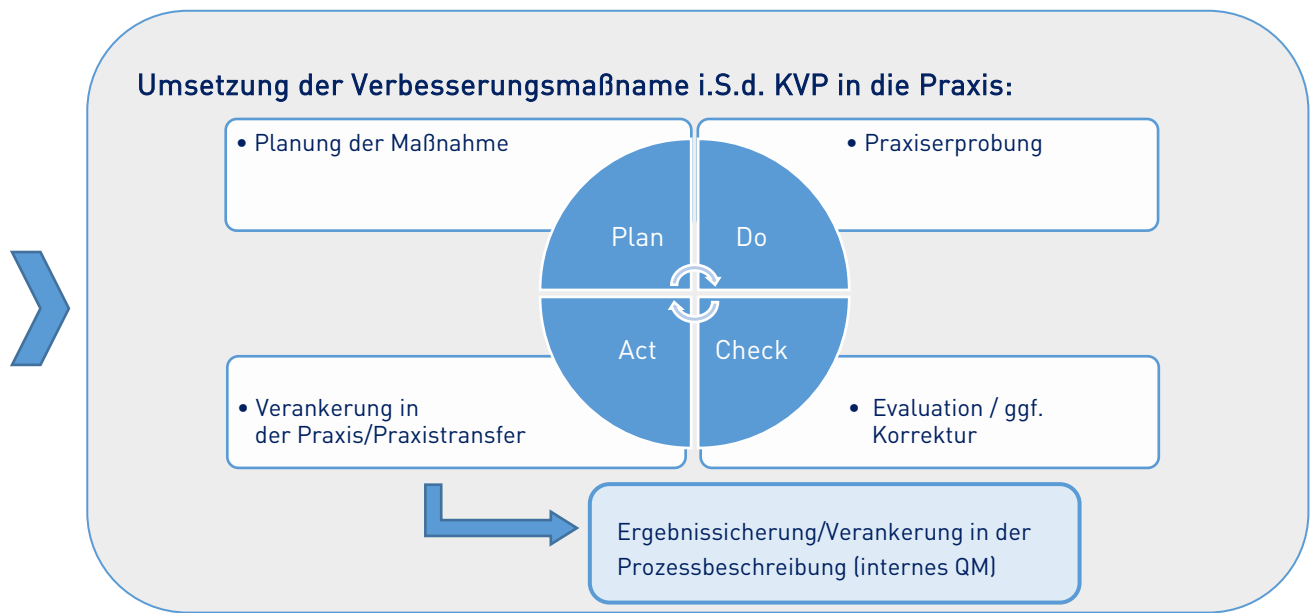 Umsetzung der Verbesserungsmaßname i.S.d. KVP in die Praxis:
• Planung der Maßnahme
• Praxiserprobung
Plan
Do
Act
Check
• Verankerung in
der Praxis/Praxistransfer
• Evaluation / ggf.
Korrektur
Ergebnissicherung/Verankerung in der
Prozessbeschreibung (internes QM)